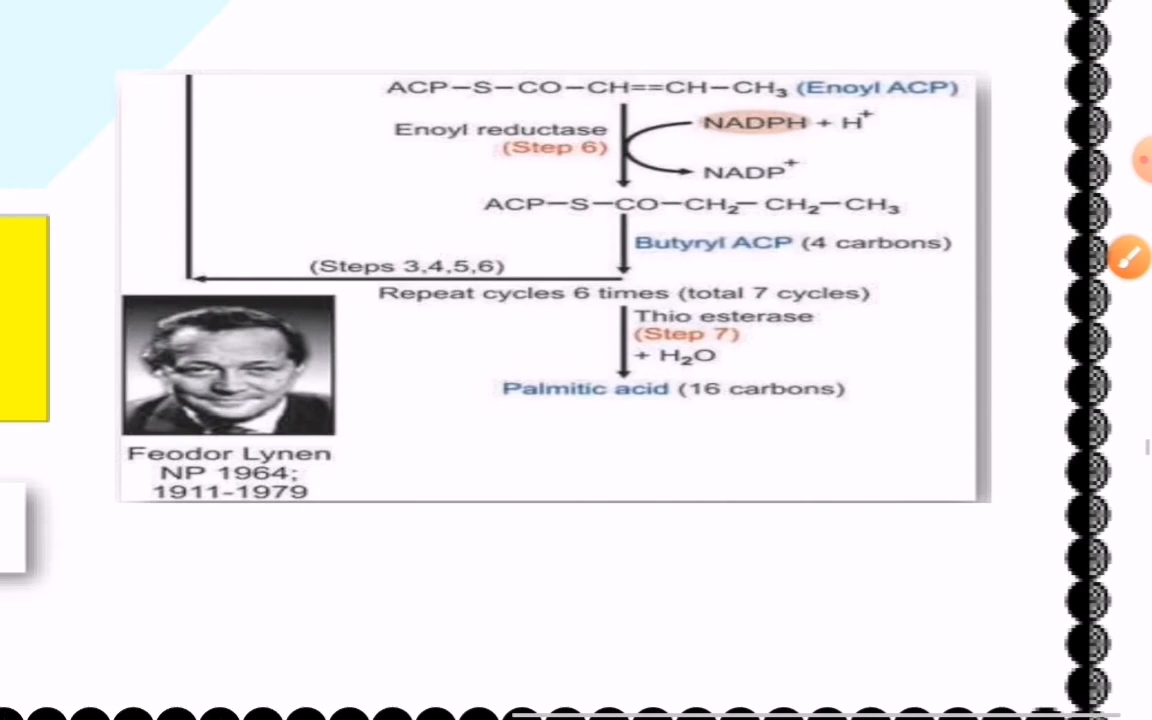 ACP–S–CO–CH==CH–CH₃ (Enoyl ACP)
Enoyl reductase
(Step 6)
NADPH + H⁺
NADP⁺
ACP–S–CO–CH₂–CH₂–CH₃
Butyryl ACP (4 carbons)
(Steps 3,4,5,6)
Repeat cycles 6 times (total 7 cycles)
Thio esterase
(Step 7)
+ H₂O
Palmitic acid (16 carbons)
Feodor Lynen
NP 1964;
1911-1979